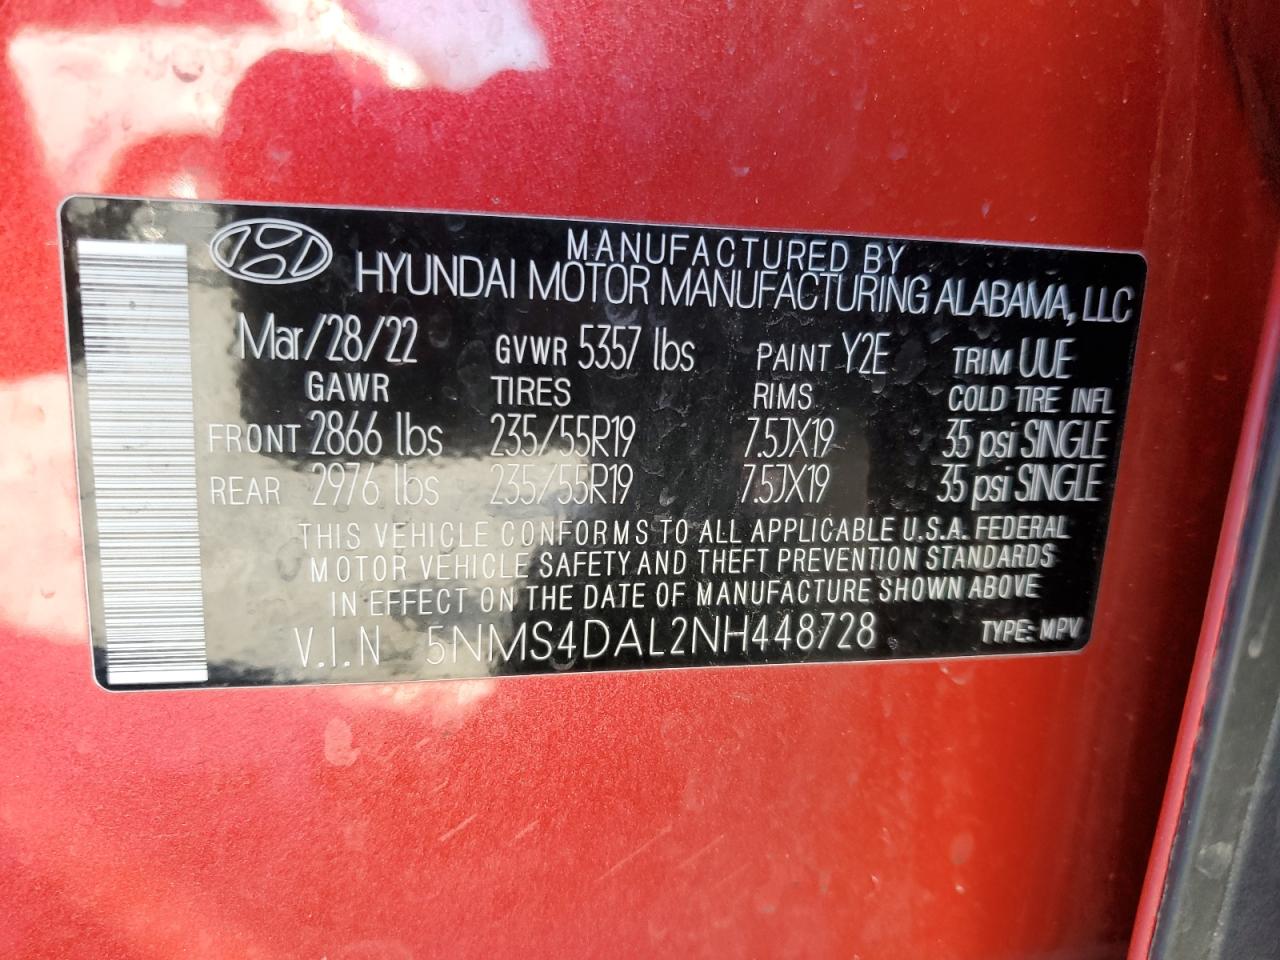 MANUFACTURED BY
HYUNDAI MOTOR MANUFACTURING ALABAMA, LLC
Mar/28/22 GVWR 5357 lbs PAINT Y2E TRIM UUE
GAWR TIRES RIMS COLD TIRE INFL
FRONT 2866 lbs 235/55R19 7.5JX19 35 psi SINGLE
REAR 2976 lbs 235/55R19 7.5JX19 35 psi SINGLE
THIS VEHICLE CONFORMS TO ALL APPLICABLE U.S.A. FEDERAL
MOTOR VEHICLE SAFETY AND THEFT PREVENTION STANDARDS
IN EFFECT ON THE DATE OF MANUFACTURE SHOWN ABOVE
V.I.N 5NMS4DAL2NH448728 TYPE: MPV